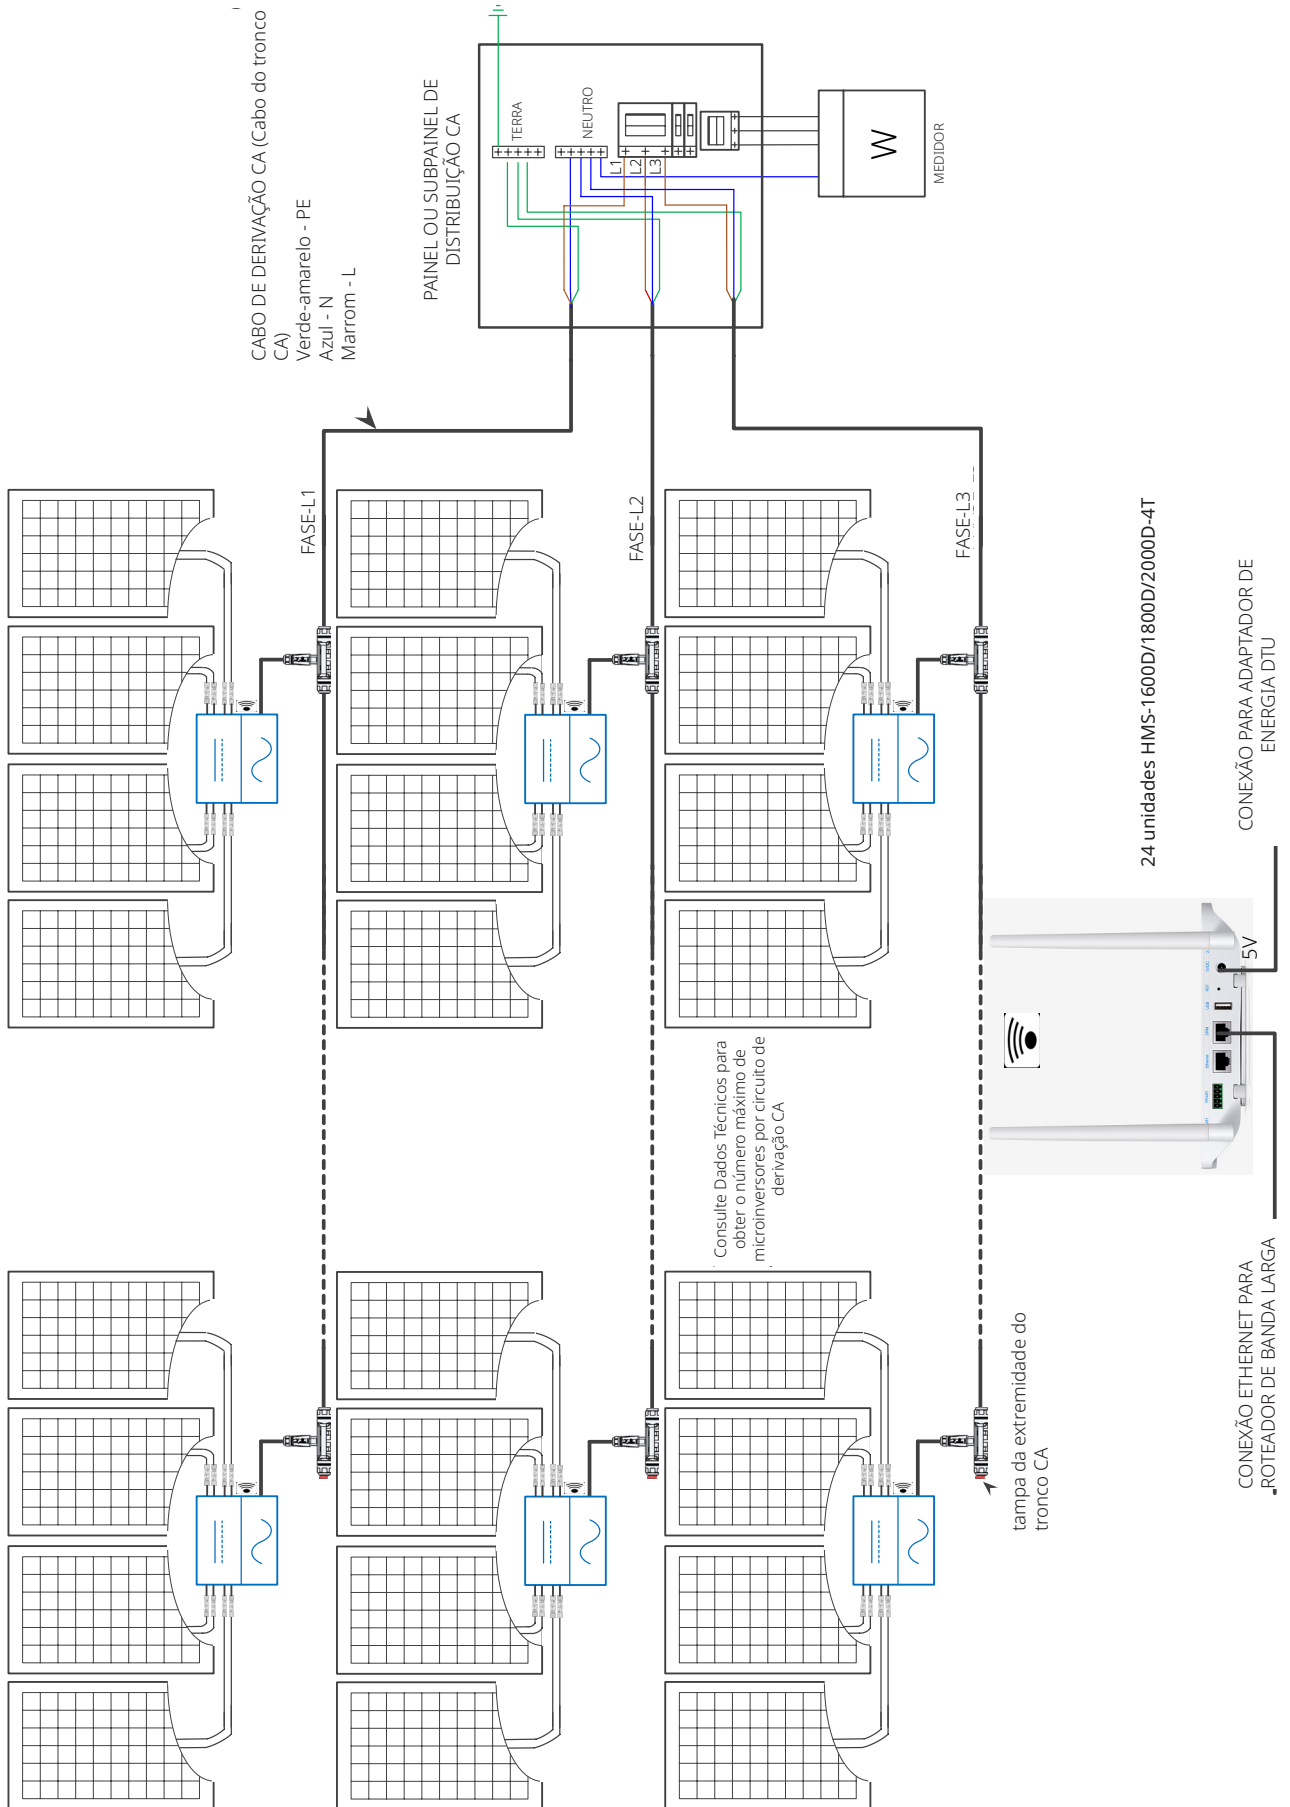 CABO DE DERIVAÇÃO CA (Cabo do tronco
CA)
Verde-amarelo - PE
Azul - N
Marrom - L
PAINEL OU SUBPAINEL DE
DISTRIBUIÇÃO CA
TERRA
NEUTRO
L1
L2
L3
W
MEDIDOR
FASE-L1
FASE-L2
FASE-L3
24 unidades HMS-1600D/1800D/2000D-4T
CONEXÃO PARA ADAPTADOR DE
ENERGIA DTU
5V
Consulte Dados Técnicos para
obter o número máximo de
microinversores por circuito de
derivação CA
tampa da extremidade do
tronco CA
CONEXÃO ETHERNET PARA
ROTEADOR DE BANDA LARGA